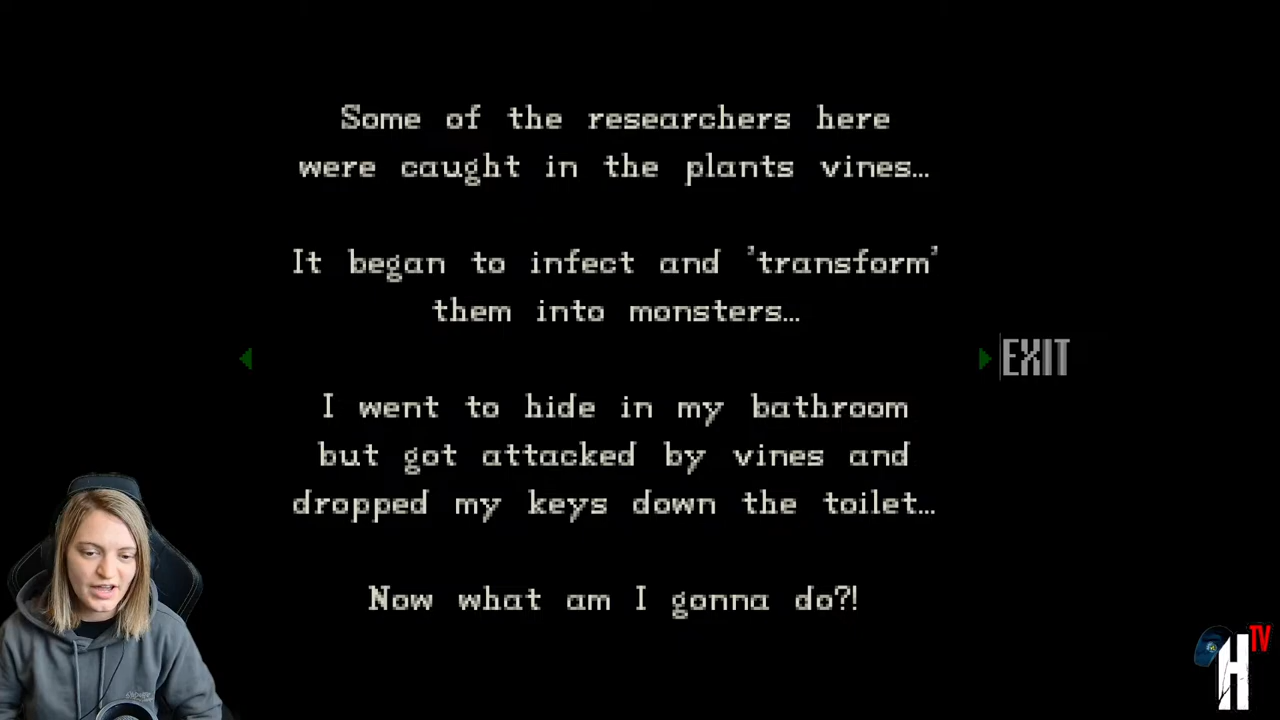 Some of the researchers here
were caught in the plants vines...
It began to infect and 'transform'
them into monsters...
EXIT
I went to hide in my bathroom
but got attacked by vines and
dropped my keys down the toilet...
Now what am I gonna do?!
H TV